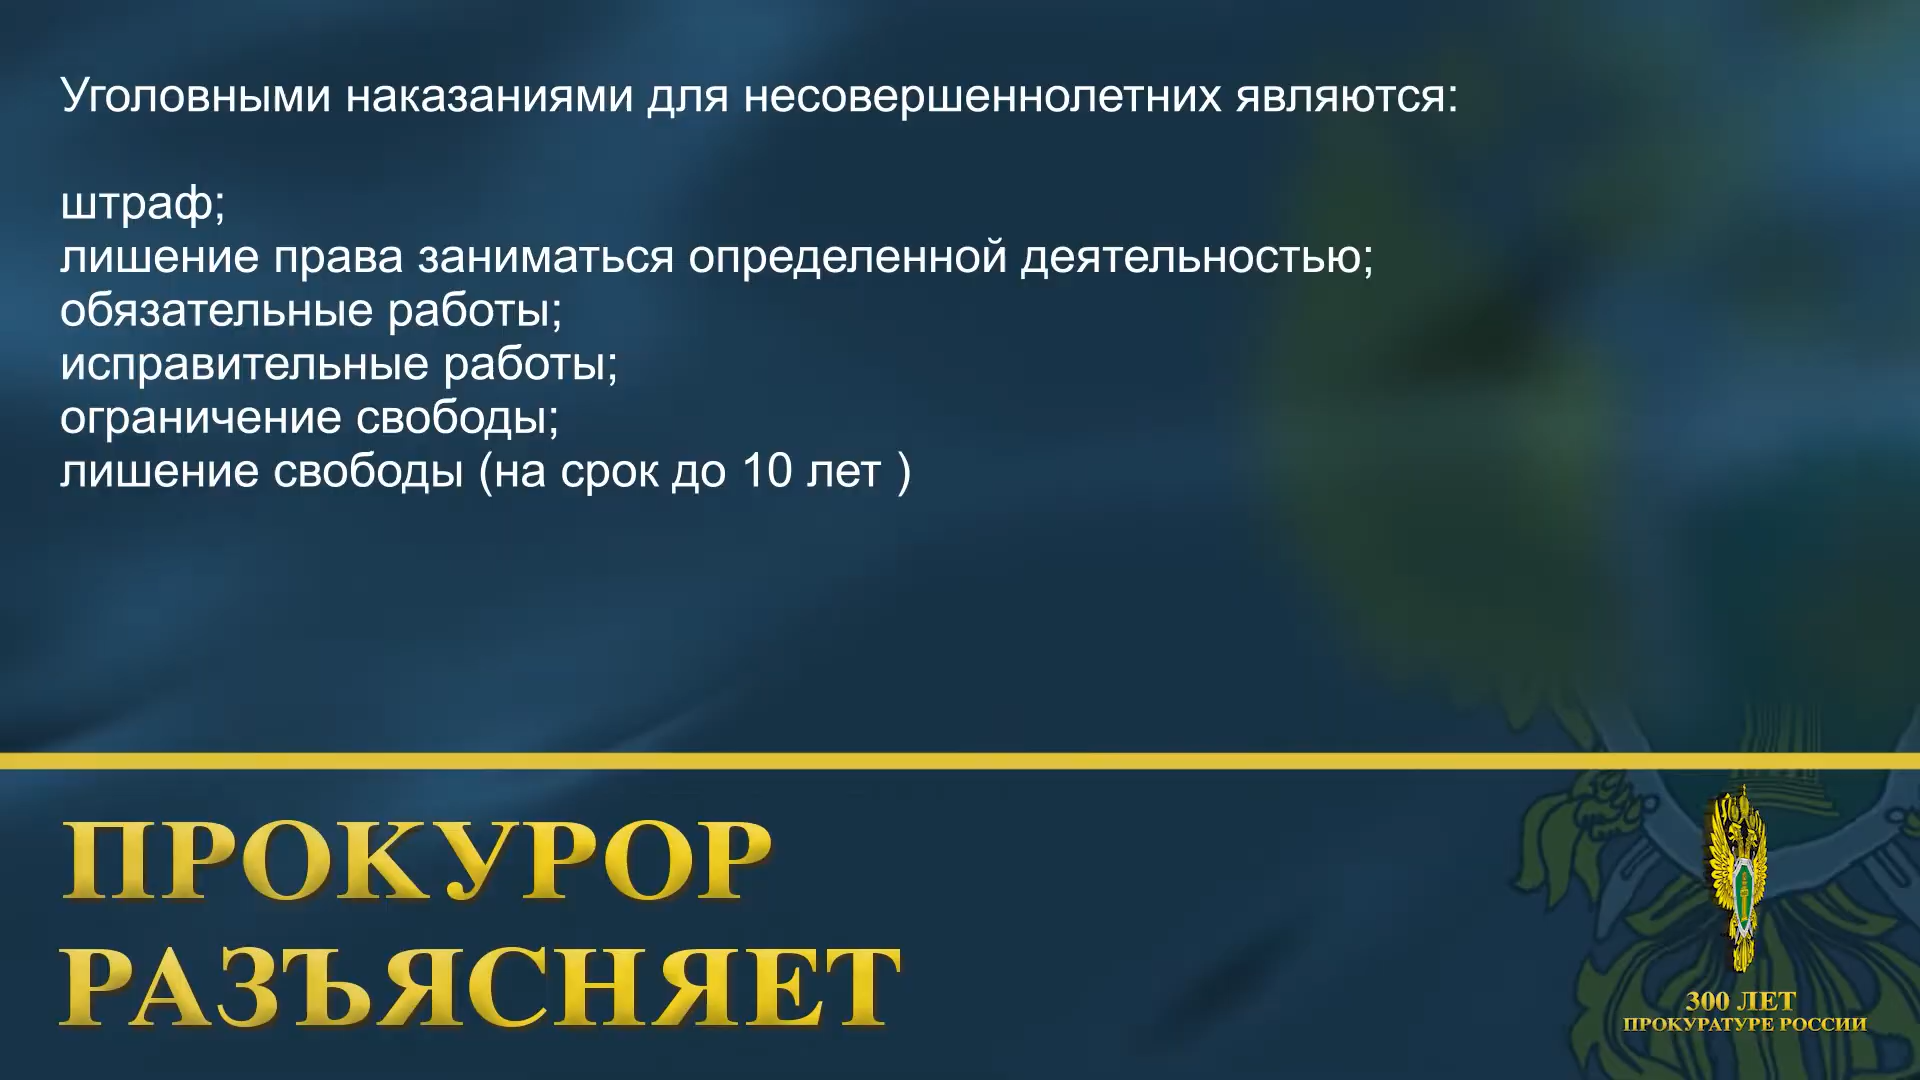 Уголовными наказаниями для несовершеннолетних являются:
штраф;
лишение права заниматься определенной деятельностью;
обязательные работы;
исправительные работы;
ограничение свободы;
лишение свободы (на срок до 10 лет )
ПРОКУРОР
РАЗЪЯСНЯЕТ
300 ЛЕТ
ПРОКУРАТУРЕ РОССИИ